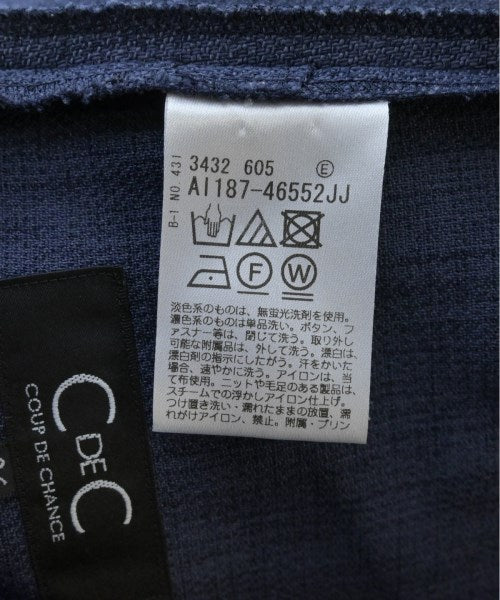 B-1 NO. 431
3432 605 E
AI187-46552JJ
F W
淡色系のものは、無蛍光洗剤を使用。
濃色系のものは単品洗い。ボタン、フ
ァスナー等は、閉じて洗う。取り外し
可能な付属品は、外して洗う。漂白は、
漂白剤の指示にしたがう。汗をかいた
場合、速やかに洗う。アイロンは、当
て布使用。ニットや毛足のある製品は、
スチームでの浮かしアイロン仕上げ。
つけ置き洗い・濡れたままの放置、濡
れがけアイロン、禁止。附属・プリン
C DE C
COUP DE CHANCE